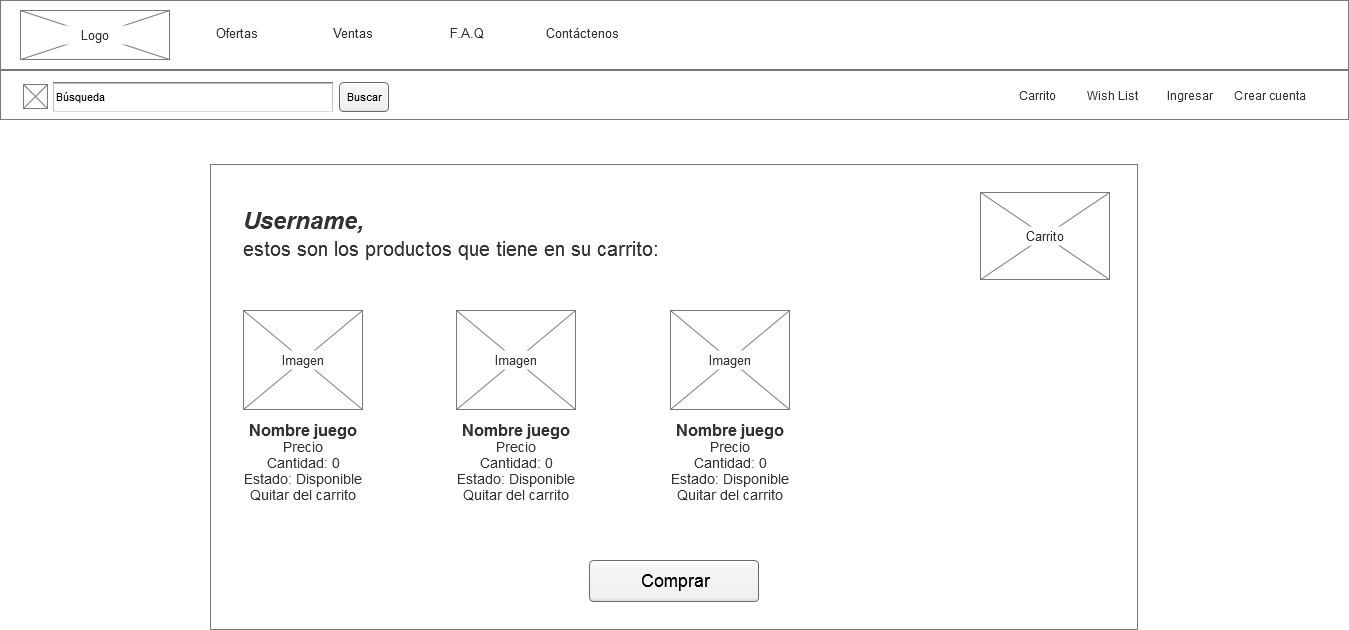 Logo
Ofertas
Ventas
F.A.Q
Contáctenos
Búsqueda
Buscar
Carrito
Wish List
Ingresar
Crear cuenta
Username,
estos son los productos que tiene en su carrito:
Carrito
Imagen
Nombre juego
Precio
Cantidad: 0
Estado: Disponible
Quitar del carrito
Imagen
Nombre juego
Precio
Cantidad: 0
Estado: Disponible
Quitar del carrito
Imagen
Nombre juego
Precio
Cantidad: 0
Estado: Disponible
Quitar del carrito
Comprar